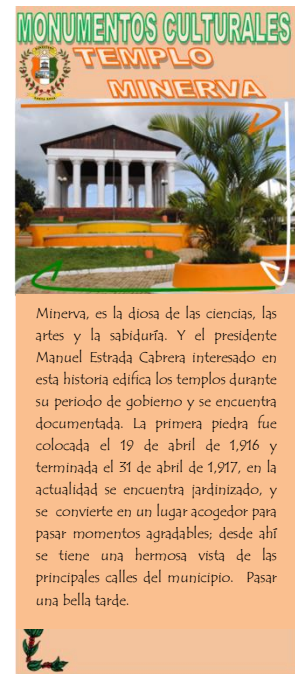 MONUMENTOS CULTURALES
TEMPLO
MINERVA
Minerva, es la diosa de las ciencias, las
artes y la sabiduría. Y el presidente
Manuel Estrada Cabrera interesado en
esta historia edifica los templos durante
su periodo de gobierno y se encuentra
documentada. La primera piedra fue
colocada el 19 de abril de 1,916 y
terminada el 31 de abril de 1,917, en la
actualidad se encuentra jardinizado, y
se convierte en un lugar acogedor para
pasar momentos agradables; desde ahí
se tiene una hermosa vista de las
principales calles del municipio. Pasar
una bella tarde.